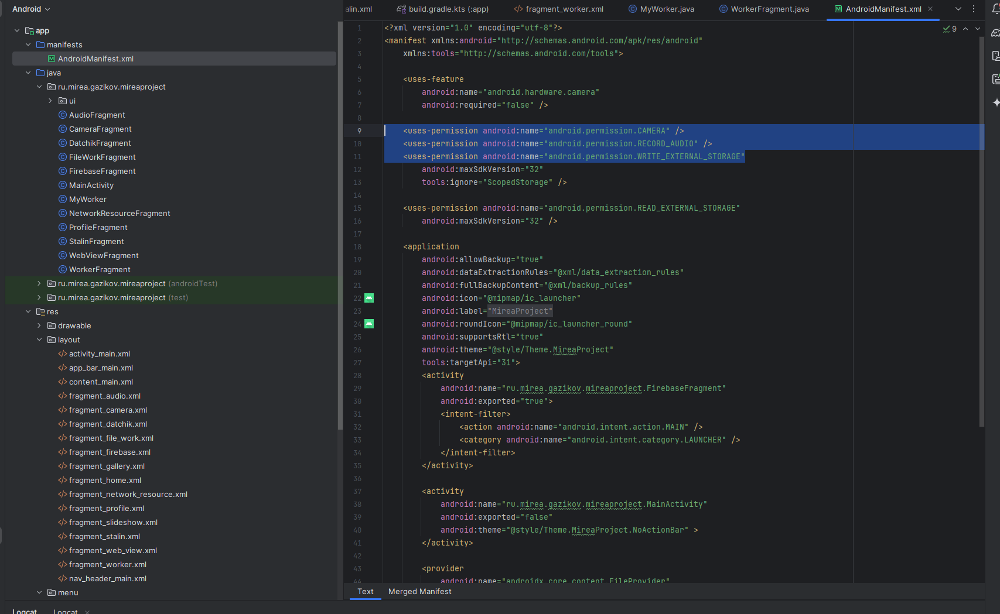 Android
app
manifests
AndroidManifest.xml
java
ru.mirea.gazikov.mireaproject
ui
AudioFragment
CameraFragment
DatchikFragment
FileWorkFragment
FirebaseFragment
MainActivity
MyWorker
NetworkResourceFragment
ProfileFragment
StalinFragment
WebViewFragment
WorkerFragment
ru.mirea.gazikov.mireaproject (androidTest)
ru.mirea.gazikov.mireaproject (test)
res
drawable
layout
activity_main.xml
app_bar_main.xml
content_main.xml
fragment_audio.xml
fragment_camera.xml
fragment_datchik.xml
fragment_file_work.xml
fragment_firebase.xml
fragment_gallery.xml
fragment_home.xml
fragment_network_resource.xml
fragment_profile.xml
fragment_slideshow.xml
fragment_stalin.xml
fragment_web_view.xml
fragment_worker.xml
nav_header_main.xml
menu
alin.xml build.gradle.kts (:app) fragment_worker.xml MyWorker.java WorkerFragment.java AndroidManifest.xml
9
1 <?xml version="1.0" encoding="utf-8"?>
2 <manifest xmlns:android="http://schemas.android.com/apk/res/android"
3 xmlns:tools="http://schemas.android.com/tools">
4
5 <uses-feature
6 android:name="android.hardware.camera"
7 android:required="false" />
8
9 <uses-permission android:name="android.permission.CAMERA" />
10 <uses-permission android:name="android.permission.RECORD_AUDIO" />
11 <uses-permission android:name="android.permission.WRITE_EXTERNAL_STORAGE"
12 android:maxSdkVersion="32"
13 tools:ignore="ScopedStorage" />
14
15 <uses-permission android:name="android.permission.READ_EXTERNAL_STORAGE"
16 android:maxSdkVersion="32" />
17
18 <application
19 android:allowBackup="true"
20 android:dataExtractionRules="@xml/data_extraction_rules"
21 android:fullBackupContent="@xml/backup_rules"
22 android:icon="@mipmap/ic_launcher"
23 android:label="MireaProject"
24 android:roundIcon="@mipmap/ic_launcher_round"
25 android:supportsRtl="true"
26 android:theme="@style/Theme.MireaProject"
27 tools:targetApi="31">
28 <activity
29 android:name="ru.mirea.gazikov.mireaproject.FirebaseFragment"
30 android:exported="true">
31 <intent-filter>
32 <action android:name="android.intent.action.MAIN" />
33 <category android:name="android.intent.category.LAUNCHER" />
34 </intent-filter>
35 </activity>
36
37 <activity
38 android:name="ru.mirea.gazikov.mireaproject.MainActivity"
39 android:exported="false"
40 android:theme="@style/Theme.MireaProject.NoActionBar" >
41 </activity>
42
43 <provider
44 android:name="androidx.core.content.FileProvider"
Text Merged Manifest
Logcat Logcat